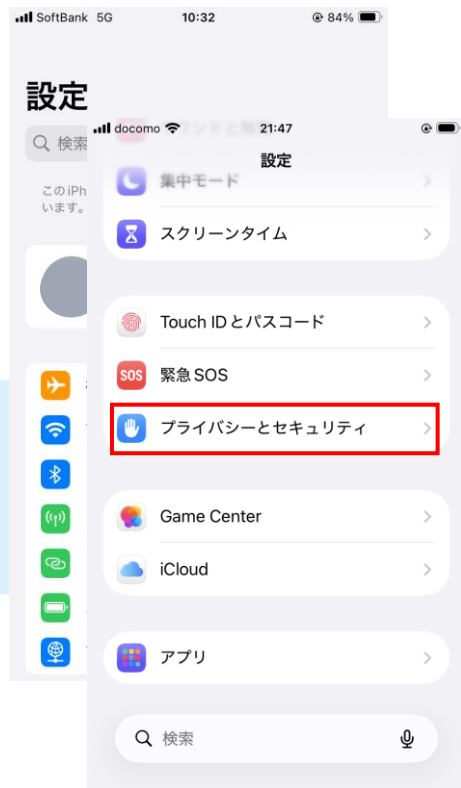 SoftBank 5G 10:32 84%
設定
検索
このiPh
います。
docomo 21:47
設定
集中モード
スクリーンタイム
Touch IDとパスコード
SOS 緊急SOS
プライバシーとセキュリティ
Game Center
iCloud
アプリ
検索